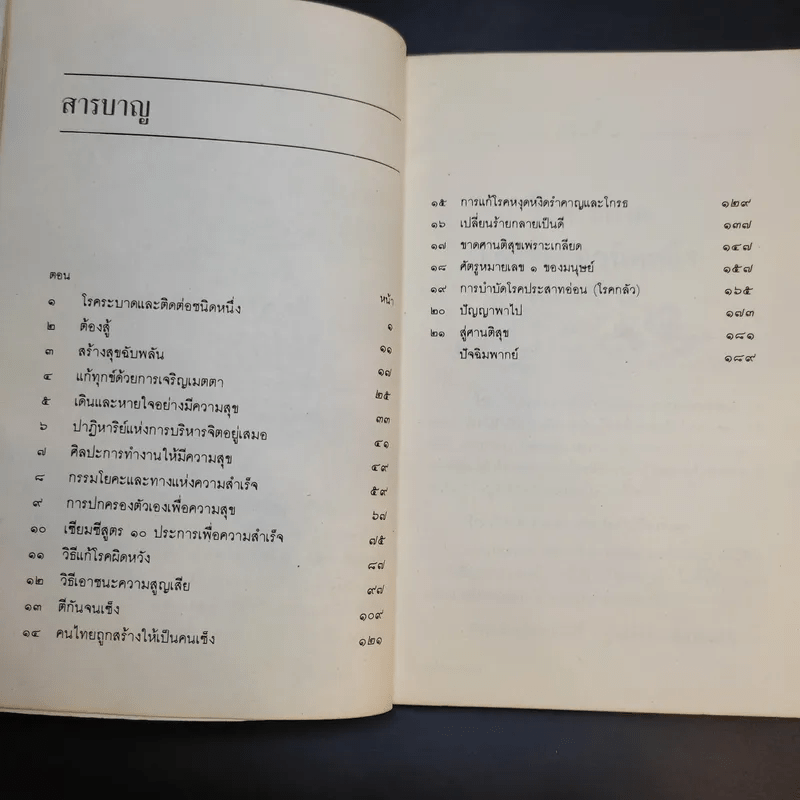 สารบาญ
ตอน หน้า
๑ โรคระบาดและติดต่อชนิดหนึ่ง ๑
๒ ต้องสู้ ๑๑
๓ สร้างสุขฉับพลัน ๑๗
๔ แก้ทุกข์ด้วยการเจริญเมตตา ๒๕
๕ เดินและหายใจอย่างมีความสุข ๓๓
๖ ปาฏิหาริย์แห่งการบริหารจิตอยู่เสมอ ๔๑
๗ ศิลปะการทำงานให้มีความสุข ๔๙
๘ กรรมโยคะและทางแห่งความสำเร็จ ๕๙
๙ การปกครองตัวเองเพื่อความสุข ๖๗
๑๐ เซียมซีสูตร ๑๐ ประการเพื่อความสำเร็จ ๗๕
๑๑ วิธีแก้โรคผิดหวัง ๘๗
๑๒ วิธีเอาชนะความสูญเสีย ๙๗
๑๓ ตีกันจนเซ็ง ๑๐๙
๑๔ คนไทยถูกสร้างให้เป็นคนเซ็ง ๑๒๑
๑๕ การแก้โรคหงุดหงิดรำคาญและโกรธ ๑๒๙
๑๖ เปลี่ยนร้ายกลายเป็นดี ๑๓๗
๑๗ ขาดศานติสุขเพราะเกลียด ๑๔๗
๑๘ ศัตรูหมายเลข ๑ ของมนุษย์ ๑๕๗
๑๙ การบำบัดโรคประสาทอ่อน (โรคกลัว) ๑๖๕
๒๐ ปัญญาพาไป ๑๗๓
๒๑ สู่ศานติสุข ๑๘๑
ปัจฉิมพากย์ ๑๘๙